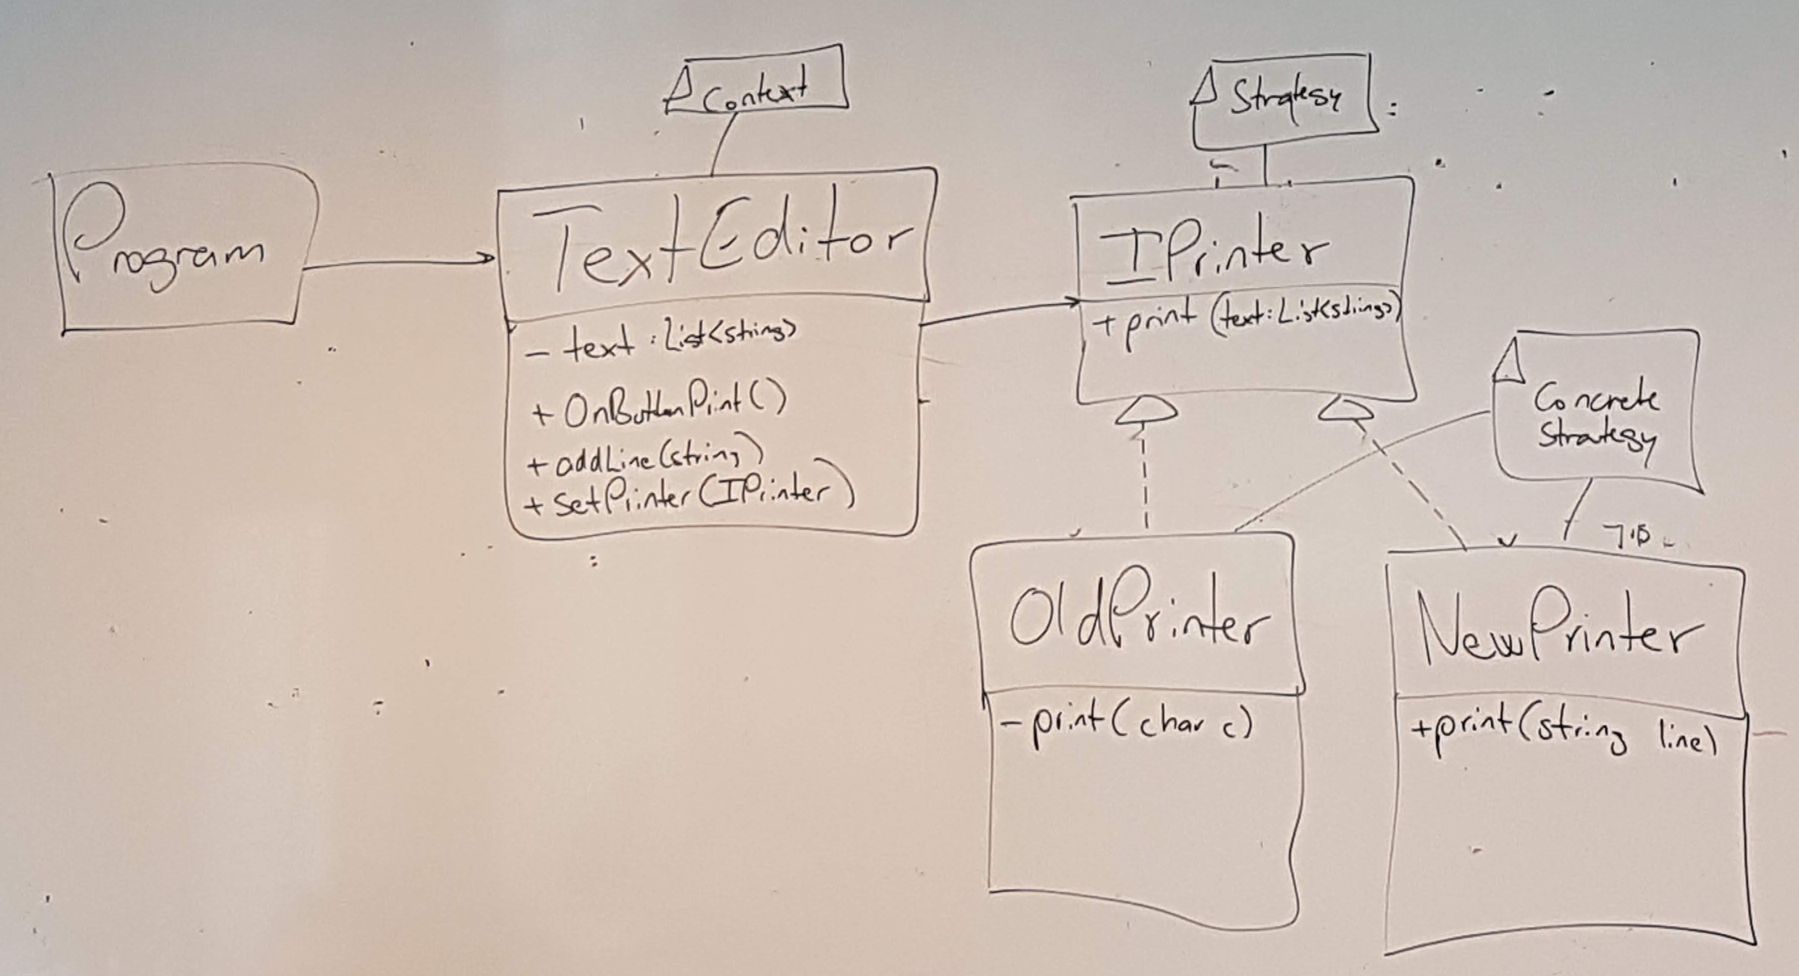 Context
Strategy
Program
TextEditor
- text : List<string>
+ OnButtonPrint()
+ addLine(string)
+ setPrinter(IPrinter)
IPrinter
+ print (text: List<string>)
Concrete
Strategy
OldPrinter
- print( char c)
NewPrinter
+print(string line)